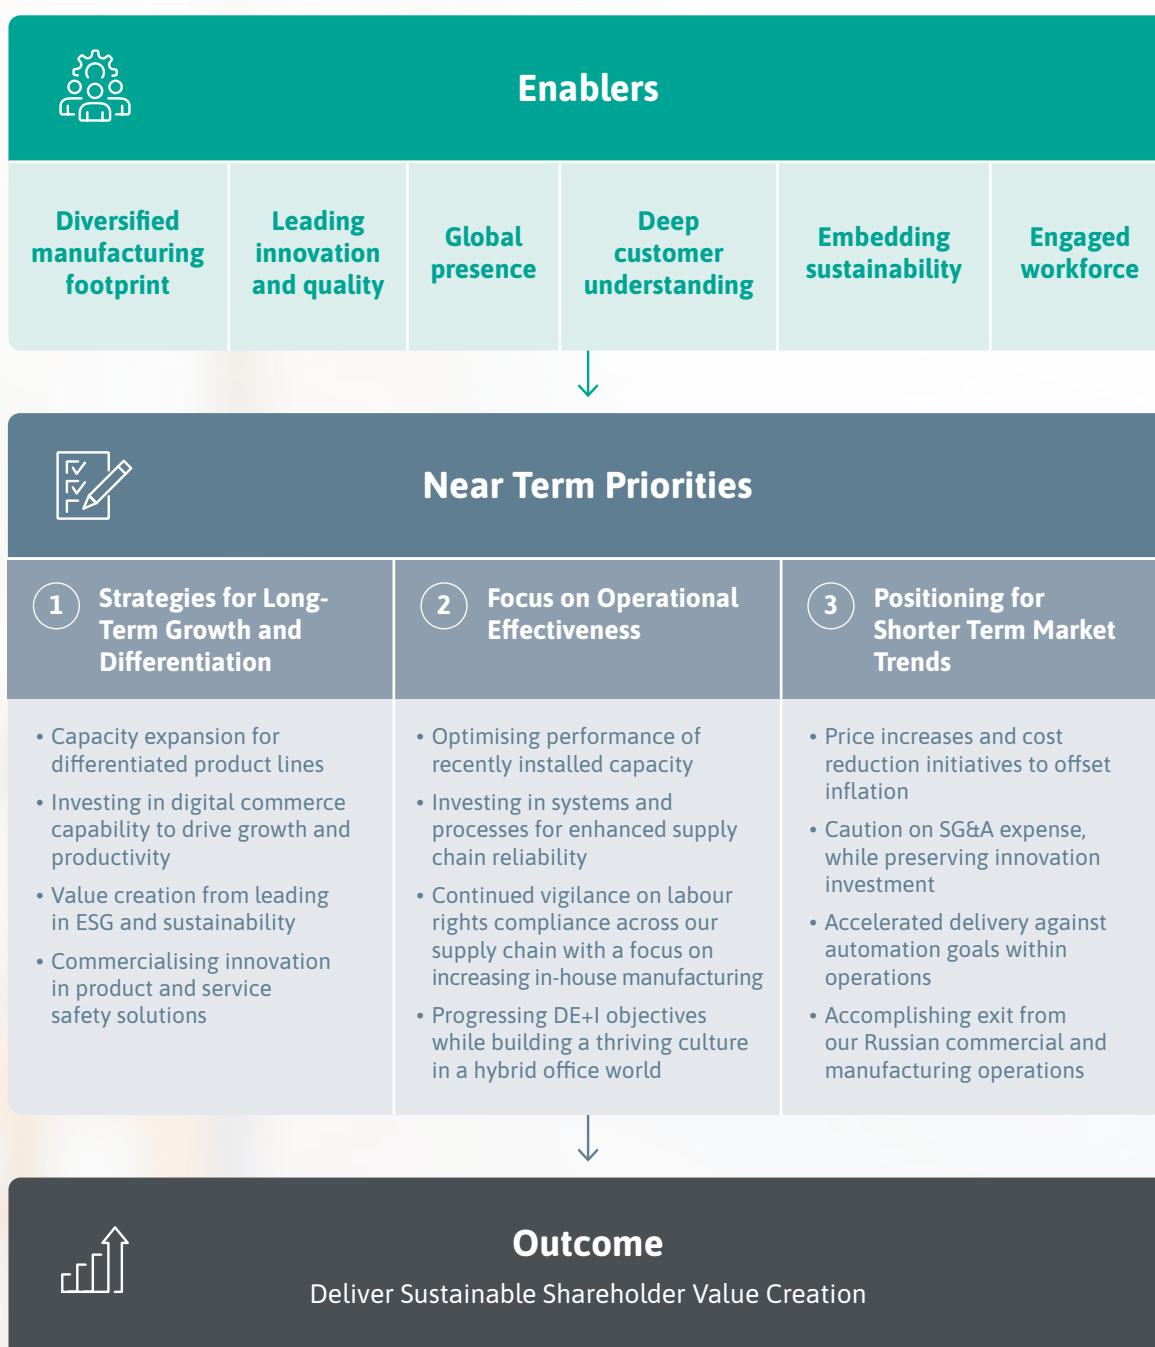 Enablers
Diversified
manufacturing
footprint
Leading
innovation
and quality
Global
presence
Deep
customer
understanding
Embedding
sustainability
Engaged
workforce
Near Term Priorities
1
Strategies for Long-
Term Growth and
Differentiation
• Capacity expansion for
differentiated product lines
• Investing in digital commerce
capability to drive growth and
productivity
• Value creation from leading
in ESG and sustainability
• Commercialising innovation
in product and service
safety solutions
2
Focus on Operational
Effectiveness
• Optimising performance of
recently installed capacity
• Investing in systems and
processes for enhanced supply
chain reliability
• Continued vigilance on labour
rights compliance across our
supply chain with a focus on
increasing in-house manufacturing
• Progressing DE+I objectives
while building a thriving culture
in a hybrid office world
3
Positioning for
Shorter Term Market
Trends
• Price increases and cost
reduction initiatives to offset
inflation
• Caution on SG&A expense,
while preserving innovation
investment
• Accelerated delivery against
automation goals within
operations
• Accomplishing exit from
our Russian commercial and
manufacturing operations
Outcome
Deliver Sustainable Shareholder Value Creation